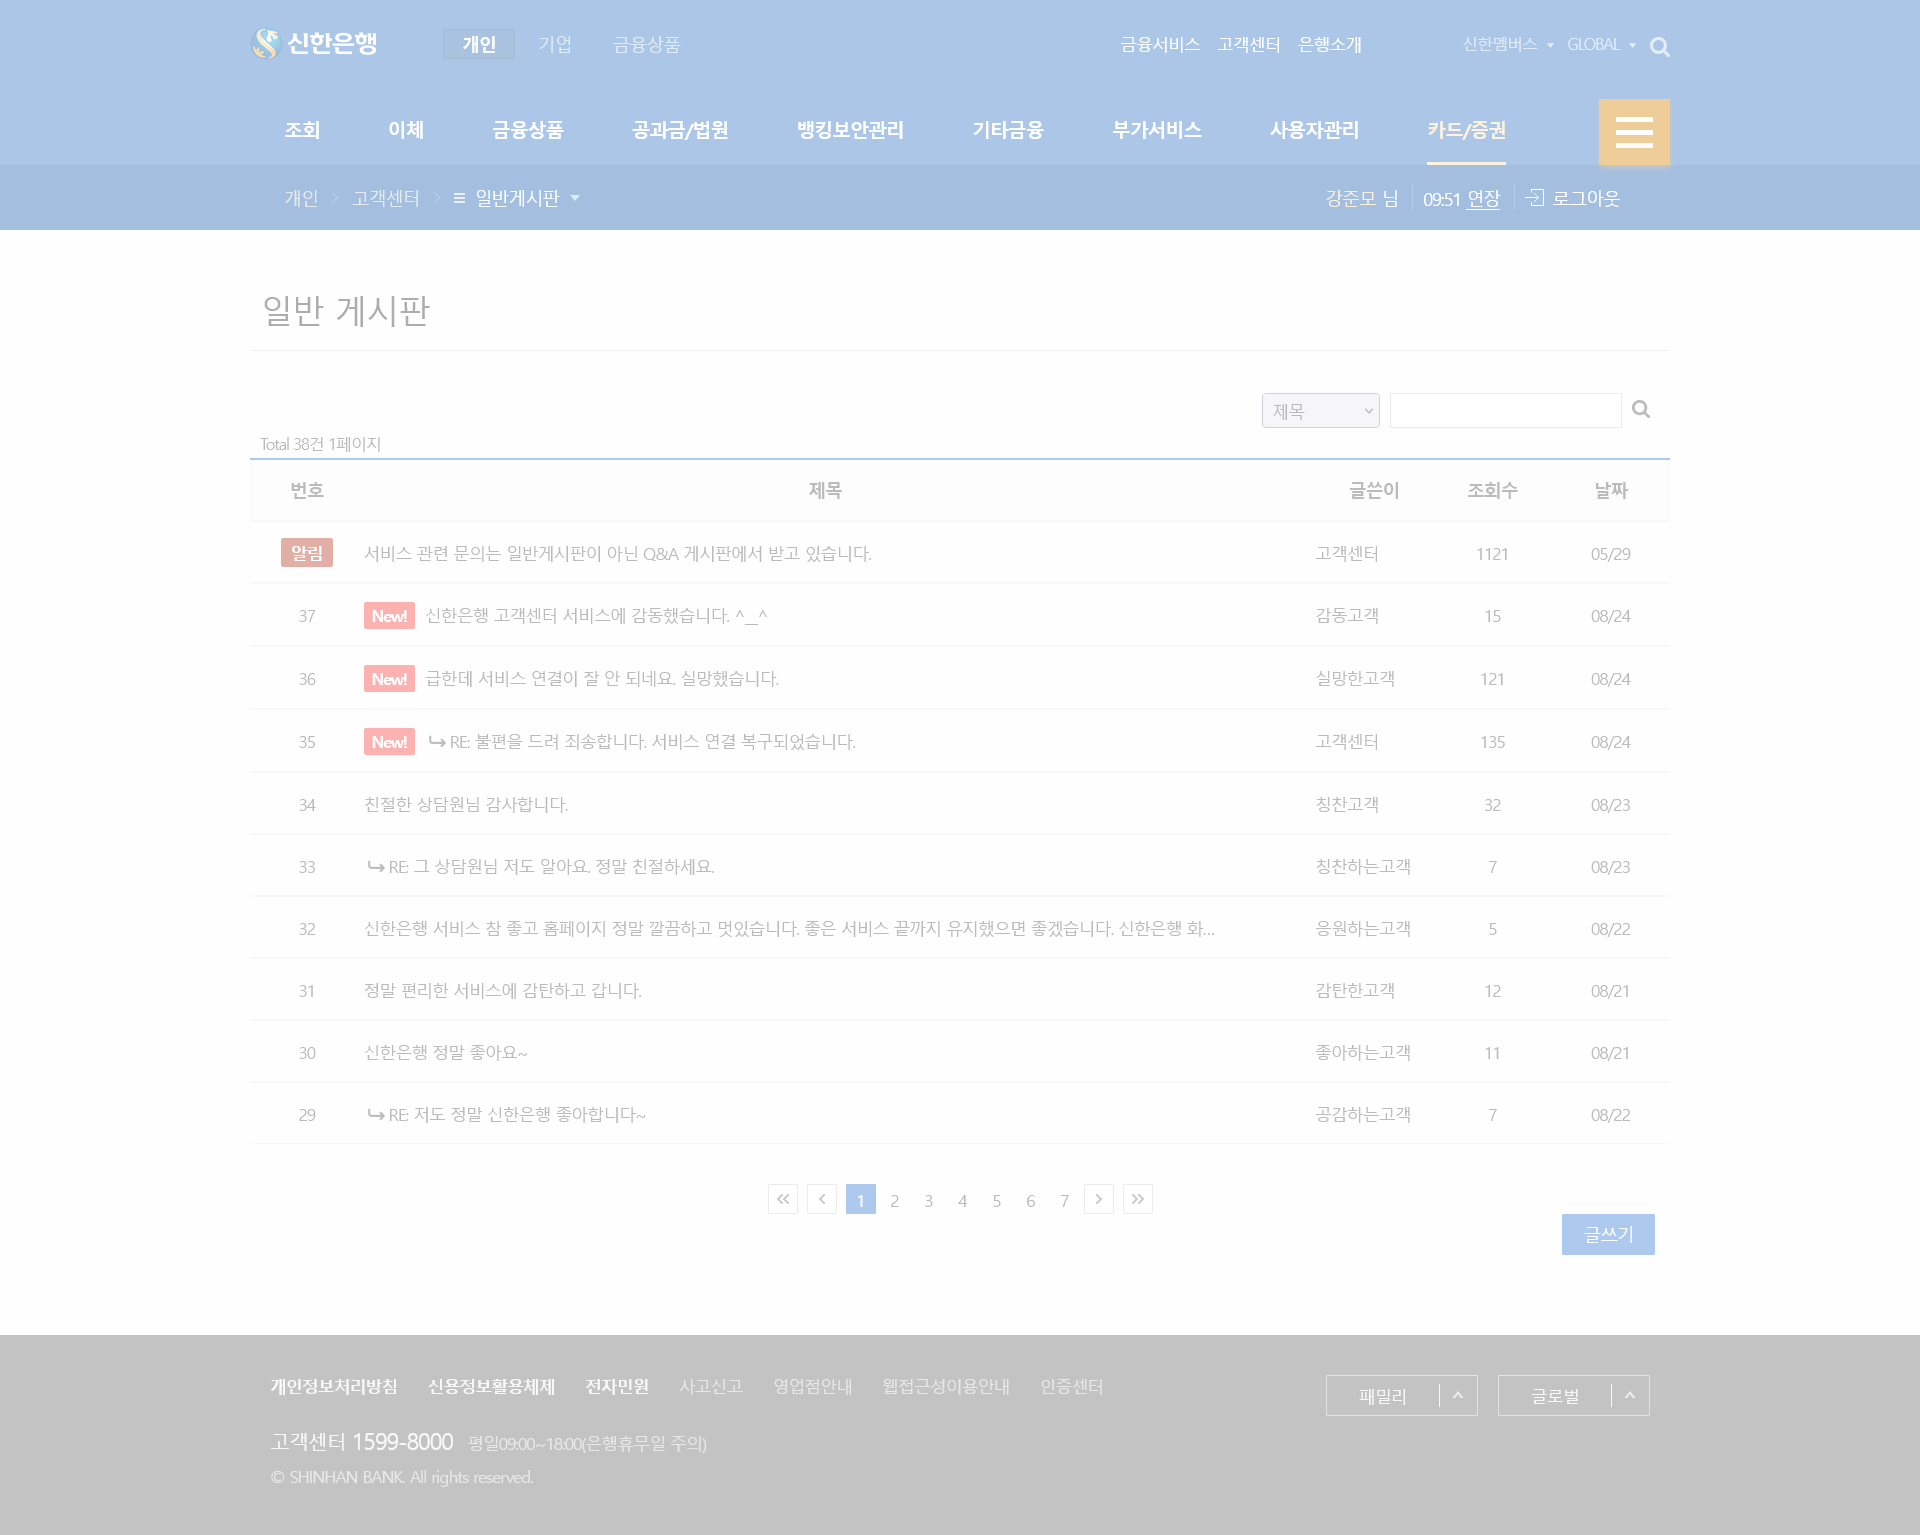 신한은행 개인 기업 금융상품 금융서비스 고객센터 은행소개 신한멤버스 GLOBAL
조회 이체 금융상품 공과금/법원 뱅킹보안관리 기타금융 부가서비스 사용자관리 카드/증권
개인 고객센터 일반게시판 강준모 님 09:51 연장 로그아웃
일반 게시판
제목
Total 38건 1페이지
번호 제목 글쓴이 조회수 날짜
알림 서비스 관련 문의는 일반게시판이 아닌 Q&A 게시판에서 받고 있습니다. 고객센터 1121 05/29
37 New! 신한은행 고객센터 서비스에 감동했습니다. ^__^ 감동고객 15 08/24
36 New! 급한데 서비스 연결이 잘 안 되네요. 실망했습니다. 실망한고객 121 08/24
35 New! RE: 불편을 드려 죄송합니다. 서비스 연결 복구되었습니다. 고객센터 135 08/24
34 친절한 상담원님 감사합니다. 칭찬고객 32 08/23
33 RE: 그 상담원님 저도 알아요. 정말 친절하세요. 칭찬하는고객 7 08/23
32 신한은행 서비스 참 좋고 홈페이지 정말 깔끔하고 멋있습니다. 좋은 서비스 끝까지 유지했으면 좋겠습니다. 신한은행 화... 응원하는고객 5 08/22
31 정말 편리한 서비스에 감탄하고 갑니다. 감탄한고객 12 08/21
30 신한은행 정말 좋아요~ 좋아하는고객 11 08/21
29 RE: 저도 정말 신한은행 좋아합니다~ 공감하는고객 7 08/22
1 2 3 4 5 6 7
글쓰기
개인정보처리방침 신용정보활용체제 전자민원 사고신고 영업점안내 웹접근성이용안내 인증센터 패밀리 글로벌
고객센터 1599-8000 평일09:00~18:00(은행휴무일 주의)
© SHINHAN BANK. All rights reserved.